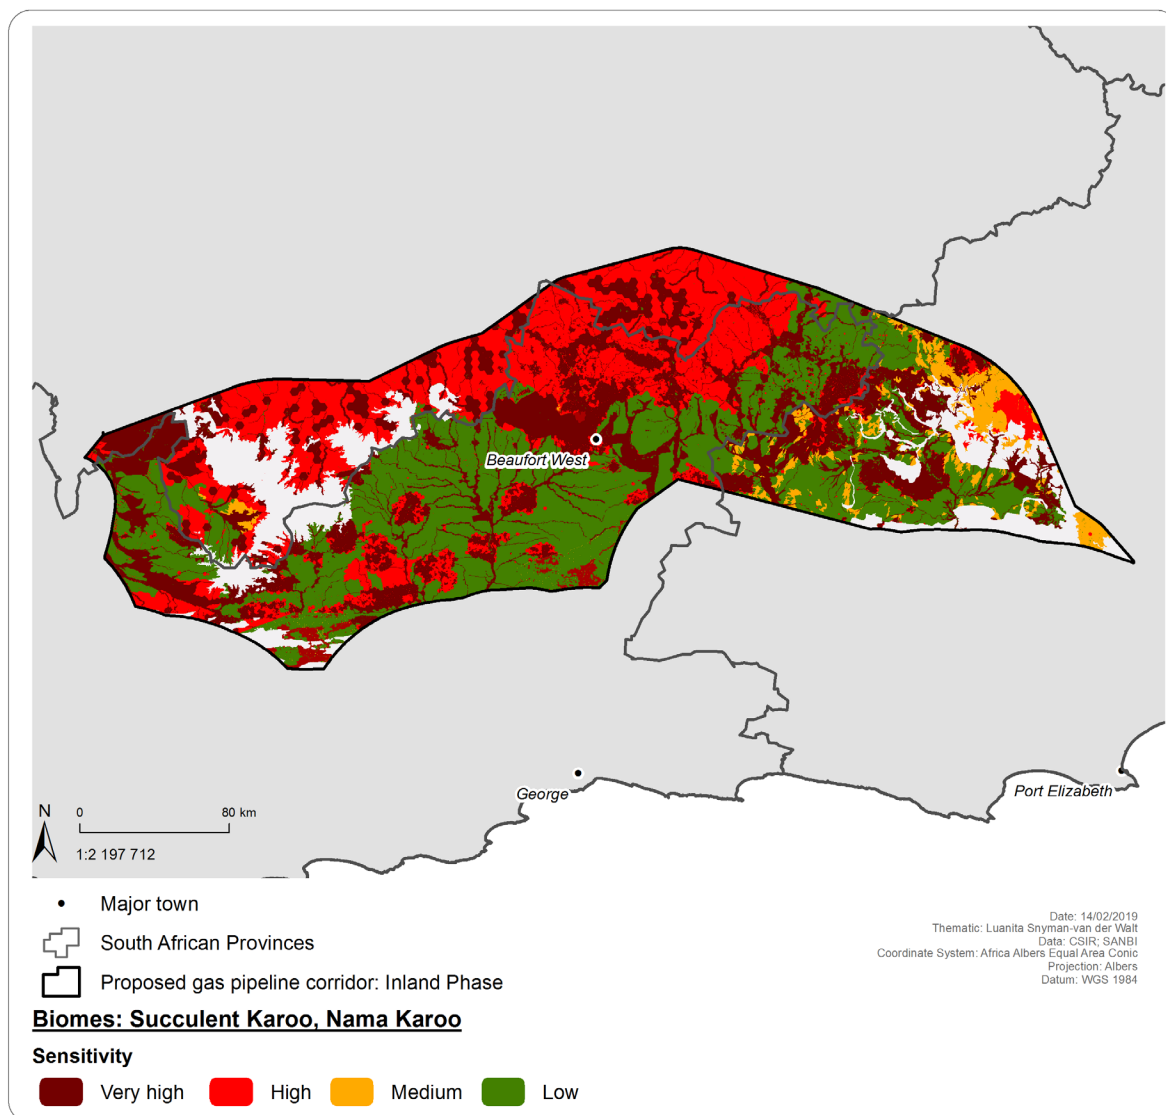 Beaufort West
George
Port Elizabeth
N
0 80 km
1:2 197 712
Major town
South African Provinces
Proposed gas pipeline corridor: Inland Phase
Date: 14/02/2019
Thematic: Luanita Snyman-van der Walt
Data: CSIR; SANBI
Coordinate System: Africa Albers Equal Area Conic
Projection: Albers
Datum: WGS 1984
Biomes: Succulent Karoo, Nama Karoo
Sensitivity
Very high High Medium Low